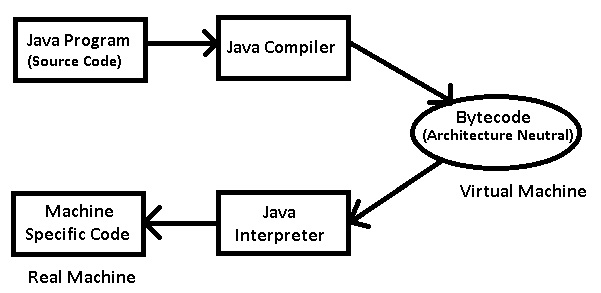 Java Program
(Source Code)
Java Compiler
Bytecode
(Architecture Neutral)
Virtual Machine
Java
Interpreter
Machine
Specific Code
Real Machine